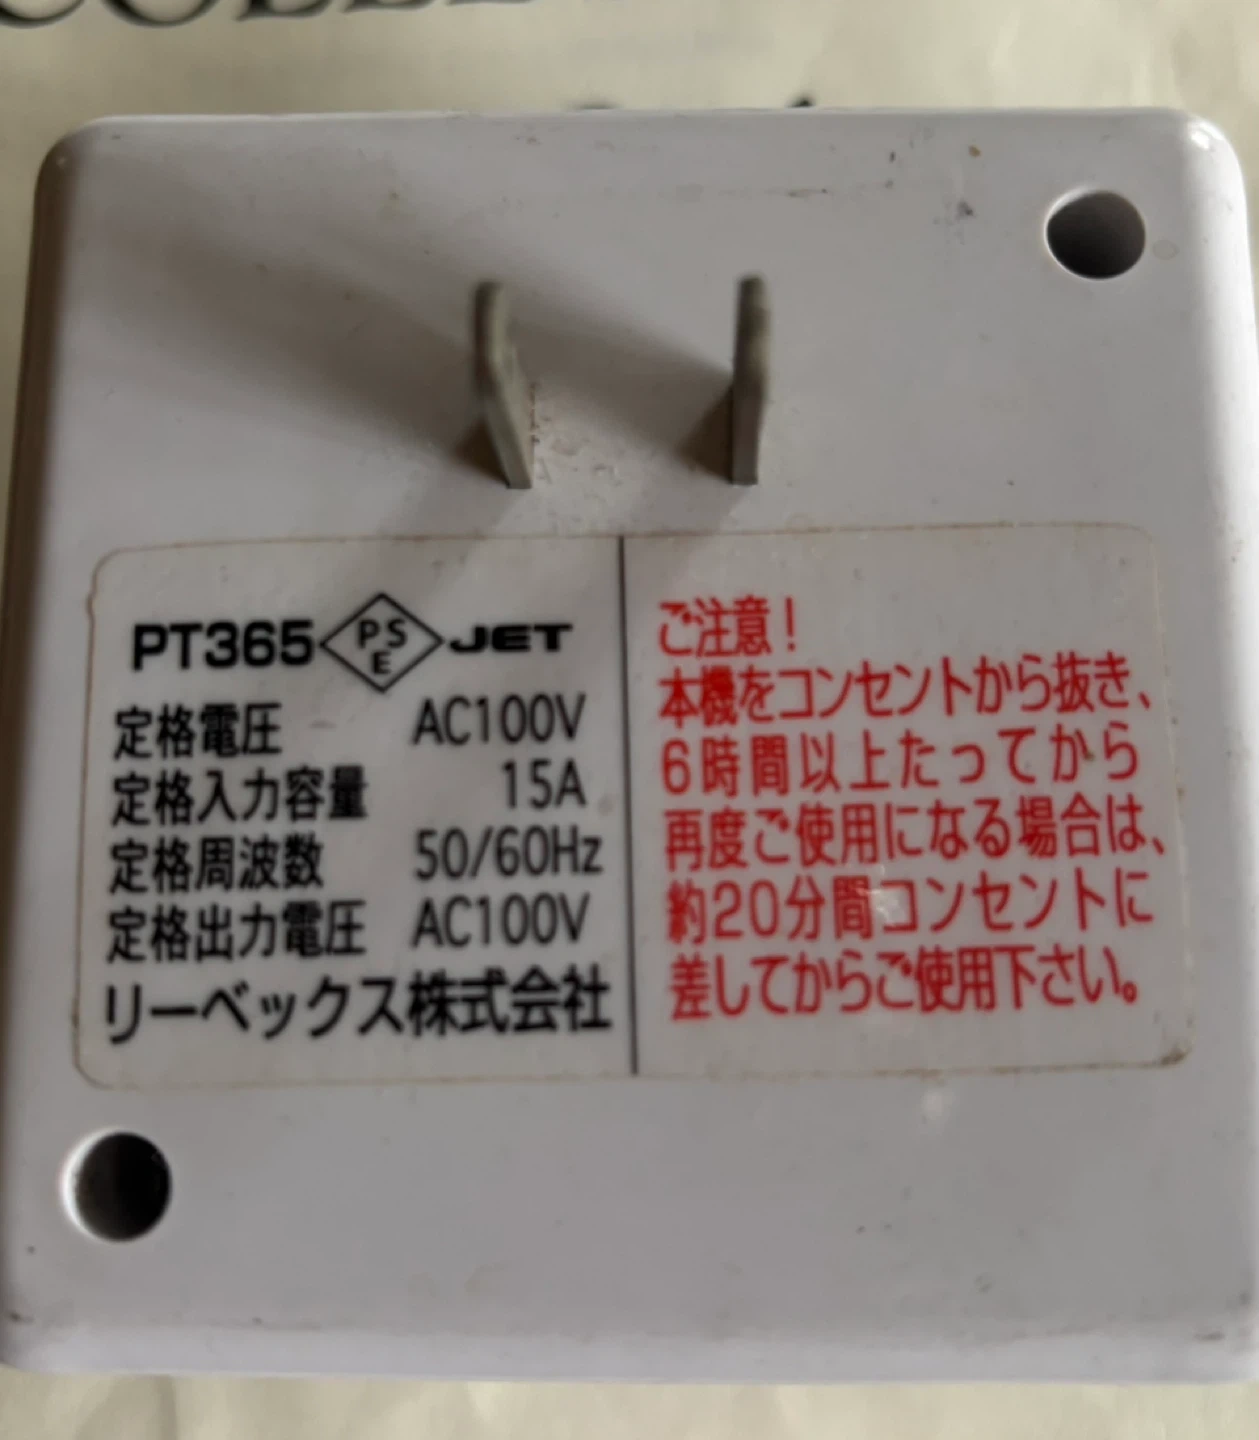 PT365 PSE JET
定格電圧 AC100V
定格入力容量 15A
定格周波数 50/60Hz
定格出力電圧 AC100V
リーベックス株式会社
ご注意！
本機をコンセントから抜き、
6時間以上たってから
再度ご使用になる場合は、
約20分間コンセントに
差してからご使用下さい。